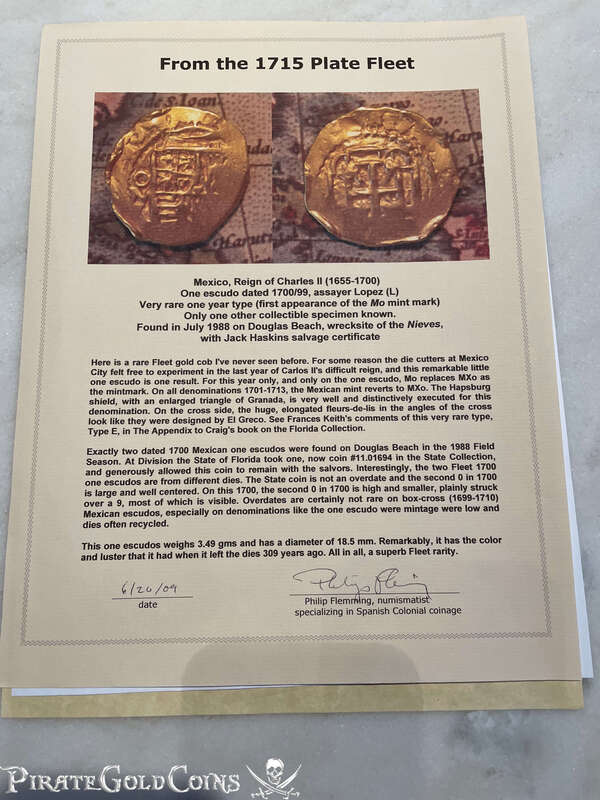 From the 1715 Plate Fleet
Mexico, Reign of Charles II (1655-1700)
One escudo dated 1700/99, assayer Lopez (L)
Very rare one year type (first appearance of the Mo mint mark)
Only one other collectible specimen known.
Found in July 1988 on Douglas Beach, wrecksite of the Nieves,
with Jack Haskins salvage certificate
Here is a rare Fleet gold cob I've never seen before. For some reason the die cutters at Mexico
City felt free to experiment in the last year of Carlos II's difficult reign, and this remarkable little
one escudo is one result. For this year only, and only on the one escudo, Mo replaces MXo as
the mintmark. On all denominations 1701-1713, the Mexican mint reverts to MXo. The Hapsburg
shield, with an enlarged triangle of Granada, is very well and distinctively executed for this
denomination. On the cross side, the huge, elongated fleurs-de-lis in the angles of the cross
look like they were designed by El Greco. See Frances Keith's comments of this very rare type,
Type E, in The Appendix to Craig's book on the Florida Collection.
Exactly two dated 1700 Mexican one escudos were found on Douglas Beach in the 1988 Field
Season. At Division the State of Florida took one, now coin #11.01694 in the State Collection,
and generously allowed this coin to remain with the salvors. Interestingly, the two Fleet 1700
one escudos are from different dies. The State coin is not an overdate and the second 0 in 1700
is large and well centered. On this 1700, the second 0 in 1700 is high and smaller, plainly struck
over a 9, most of which is visible. Overdates are certainly not rare on box-cross (1699-1710)
Mexican escudos, especially on denominations like the one escudo were mintage were low and
dies often recycled.
This one escudos weighs 3.49 gms and has a diameter of 18.5 mm. Remarkably, it has the color
and luster that it had when it left the dies 309 years ago. All in all, a superb Fleet rarity.
6/20/09
date
Philip Flemming, numismatist
specializing in Spanish Colonial coinage
PirateGoldCoins